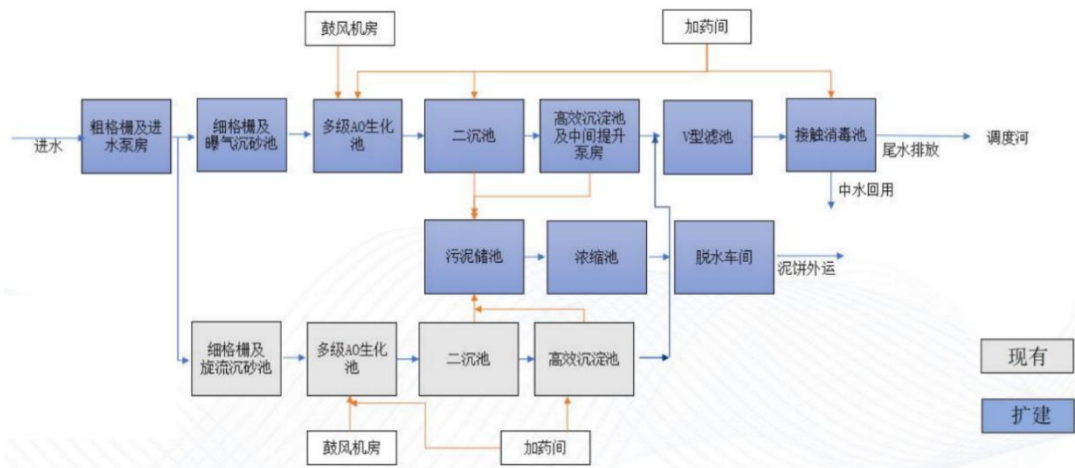 鼓风机房
加药间
进水
粗格栅及进
水泵房
细格栅及
曝气沉砂池
多级AO生化
池
二沉池
高效沉淀池
及中间提升
泵房
V型滤池
接触消毒池
尾水排放
调度河
中水回用
污泥储池
浓缩池
脱水车间
泥饼外运
细格栅及
旋流沉砂池
多级AO生化
池
二沉池
高效沉淀池
现有
扩建
鼓风机房
加药间